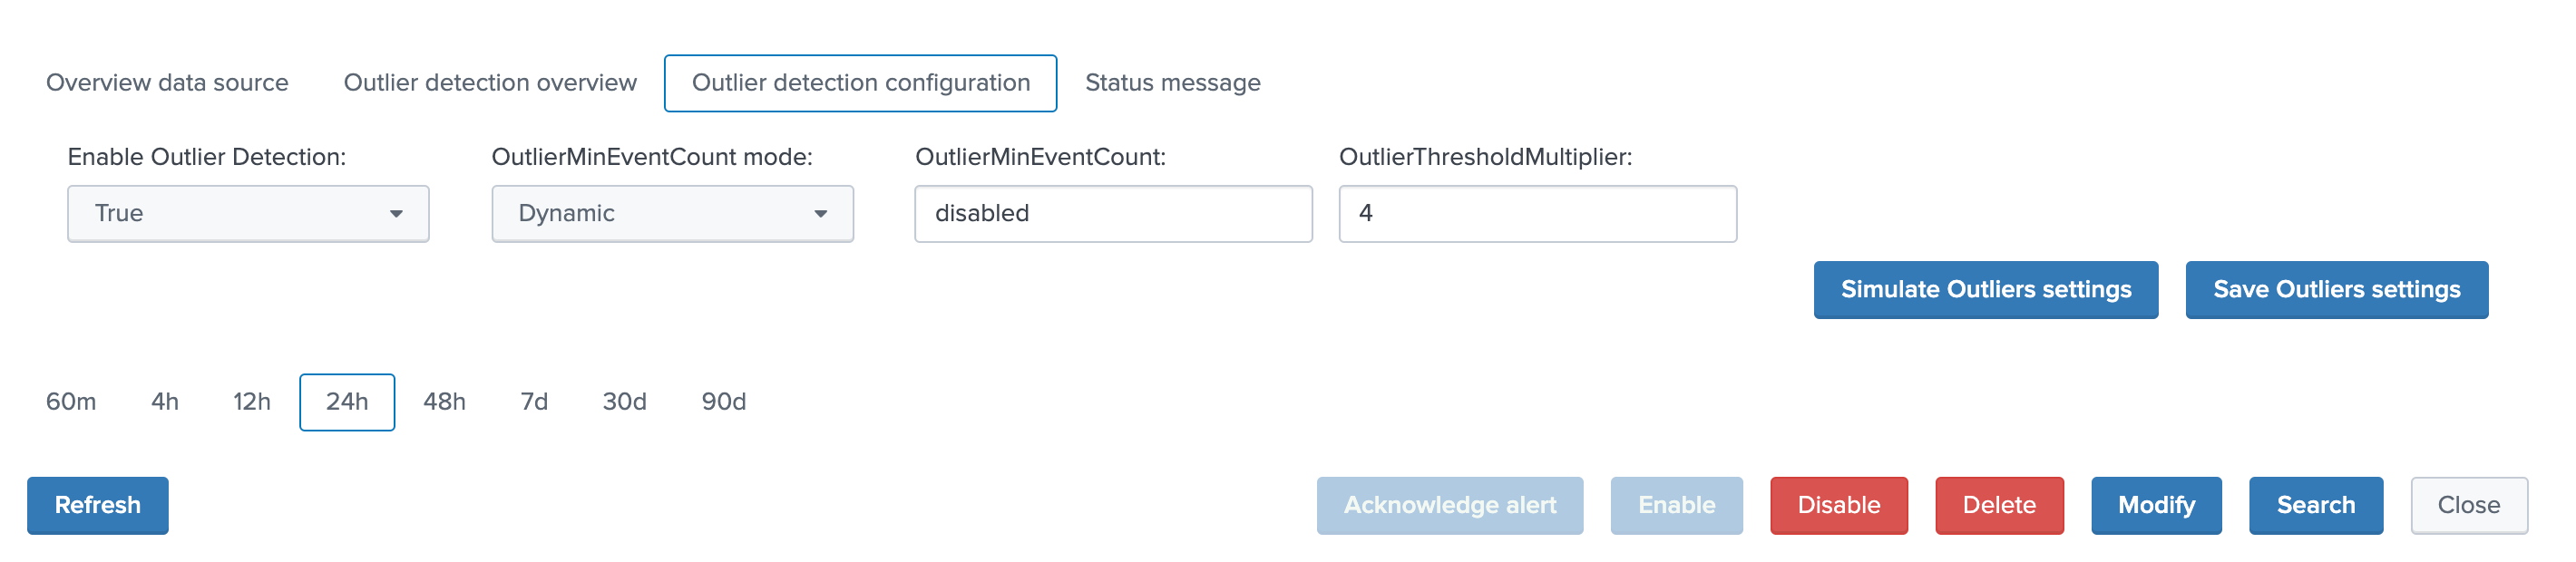 Overview data source Outlier detection overview Outlier detection configuration Status message
Enable Outlier Detection: OutlierMinEventCount mode: OutlierMinEventCount: OutlierThresholdMultiplier:
True Dynamic disabled 4
Simulate Outliers settings Save Outliers settings
60m 4h 12h 24h 48h 7d 30d 90d
Refresh Acknowledge alert Enable Disable Delete Modify Search Close